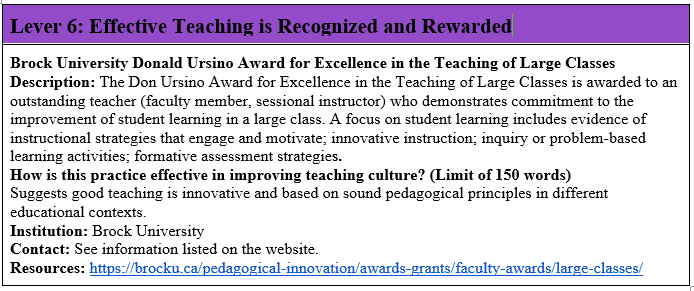 Lever 6: Effective Teaching is Recognized and Rewarded
Brock University Donald Ursino Award for Excellence in the Teaching of Large Classes
Description: The Don Ursino Award for Excellence in the Teaching of Large Classes is awarded to an
outstanding teacher (faculty member, sessional instructor) who demonstrates commitment to the
improvement of student learning in a large class. A focus on student learning includes evidence of
instructional strategies that engage and motivate; innovative instruction; inquiry or problem-based
learning activities; formative assessment strategies.
How is this practice effective in improving teaching culture? (Limit of 150 words)
Suggests good teaching is innovative and based on sound pedagogical principles in different
educational contexts.
Institution: Brock University
Contact: See information listed on the website.
Resources: https://brocku.ca/pedagogical-innovation/awards-grants/faculty-awards/large-classes/